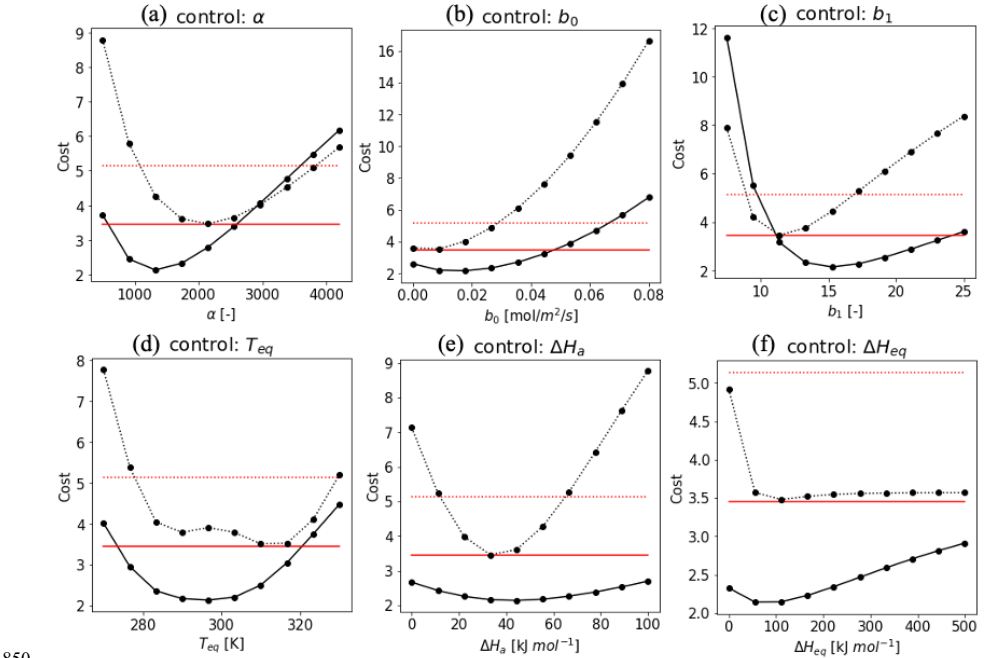 (a) control: α
(b) control: b₀
(c) control: b₁
9
8
7
6
5
4
3
2
Cost
1000 2000 3000 4000
α [-]
16
14
12
10
8
6
4
2
Cost
0.00 0.02 0.04 0.06 0.08
b₀ [mol/m²/s]
12
10
8
6
4
2
Cost
10 15 20 25
b₁ [-]
(d) control: T_eq
(e) control: ΔHₐ
(f) control: ΔH_eq
8
7
6
5
4
3
2
Cost
280 300 320
T_eq [K]
9
8
7
6
5
4
3
2
Cost
0 20 40 60 80 100
ΔHₐ [kJ mol⁻¹]
5.0
4.5
4.0
3.5
3.0
2.5
2.0
Cost
0 100 200 300 400 500
ΔH_eq [kJ mol⁻¹]